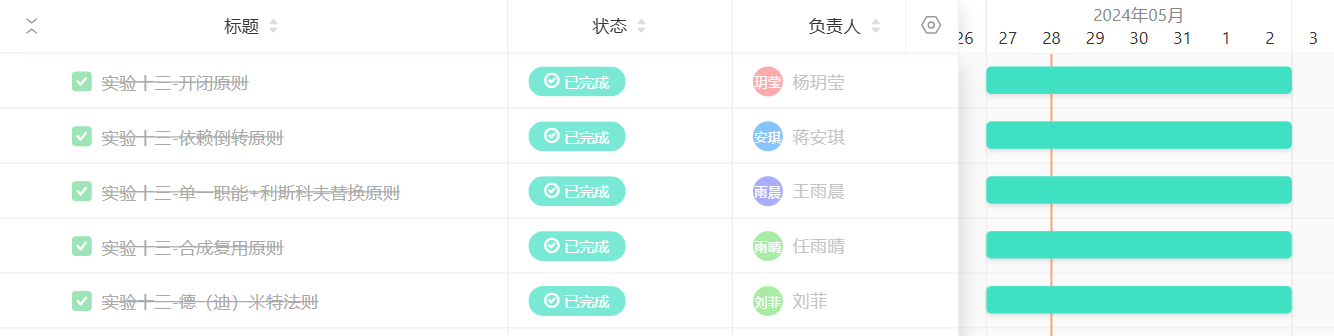 标题 状态 负责人 2024年05月
26 27 28 29 30 31 1 2 3
实验十三-开闭原则 已完成 玥莹 杨玥莹
实验十三-依赖倒转原则 已完成 安琪 蒋安琪
实验十三-单一职能+利斯科夫替换原则 已完成 雨晨 王雨晨
实验十三-合成复用原则 已完成 雨晴 任雨晴
实验十三-德（迪）米特法则 已完成 刘菲 刘菲